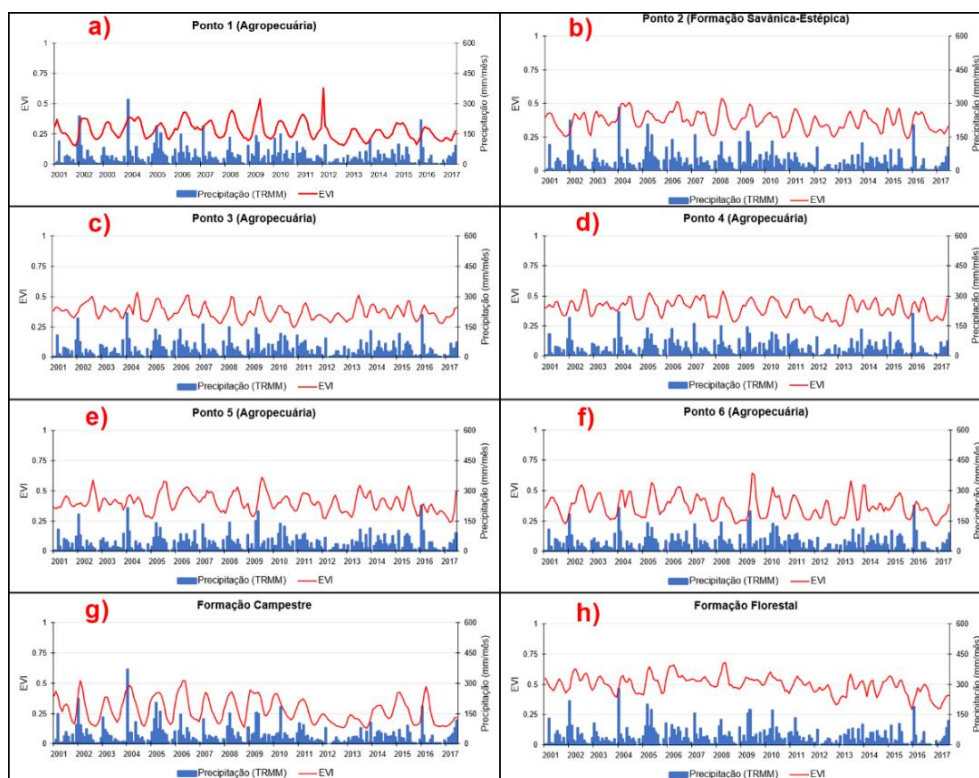 a) Ponto 1 (Agropecuária)
1 600
0.75 450
0.5 300
0.25 150
0 0
EVI
Precipitação (mm/mês)
2001 2002 2003 2004 2005 2006 2007 2008 2009 2010 2011 2012 2013 2014 2015 2016 2017
Precipitação (TRMM) EVI
b) Ponto 2 (Formação Savânica-Estépica)
1 600
0.75 450
0.5 300
0.25 150
0 0
EVI
Precipitação (mm/mês)
2001 2002 2003 2004 2005 2006 2007 2008 2009 2010 2011 2012 2013 2014 2015 2016 2017
Precipitação (TRMM) EVI
c) Ponto 3 (Agropecuária)
1 600
0.75 450
0.5 300
0.25 150
0 0
EVI
Precipitação (mm/mês)
2001 2002 2003 2004 2005 2006 2007 2008 2009 2010 2011 2012 2013 2014 2015 2016 2017
Precipitação (TRMM) EVI
d) Ponto 4 (Agropecuária)
1 600
0.75 450
0.5 300
0.25 150
0 0
EVI
Precipitação (mm/mês)
2001 2002 2003 2004 2005 2006 2007 2008 2009 2010 2011 2012 2013 2014 2015 2016 2017
Precipitação (TRMM) EVI
e) Ponto 5 (Agropecuária)
1 600
0.75 450
0.5 300
0.25 150
0 0
EVI
Precipitação (mm/mês)
2001 2002 2003 2004 2005 2006 2007 2008 2009 2010 2011 2012 2013 2014 2015 2016 2017
Precipitação (TRMM) EVI
f) Ponto 6 (Agropecuária)
1 600
0.75 450
0.5 300
0.25 150
0 0
EVI
Precipitação (mm/mês)
2001 2002 2003 2004 2005 2006 2007 2008 2009 2010 2011 2012 2013 2014 2015 2016 2017
Precipitação (TRMM) EVI
g) Formação Campestre
1 600
0.75 450
0.5 300
0.25 150
0 0
EVI
Precipitação (mm/mês)
2001 2002 2003 2004 2005 2006 2007 2008 2009 2010 2011 2012 2013 2014 2015 2016 2017
Precipitação (TRMM) EVI
h) Formação Florestal
1 600
0.75 450
0.5 300
0.25 150
0 0
EVI
Precipitação (mm/mês)
2001 2002 2003 2004 2005 2006 2007 2008 2009 2010 2011 2012 2013 2014 2015 2016 2017
Precipitação (TRMM) EVI